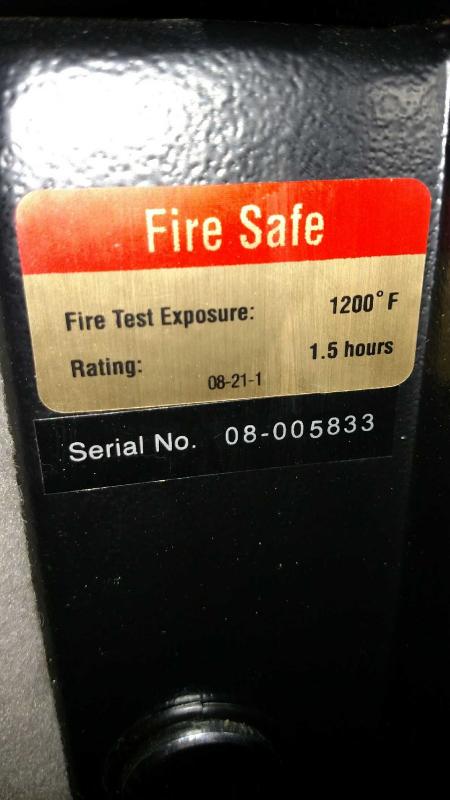 Fire Safe
Fire Test Exposure: 1200° F
Rating: 1.5 hours
08-21-1
Serial No. 08-005833